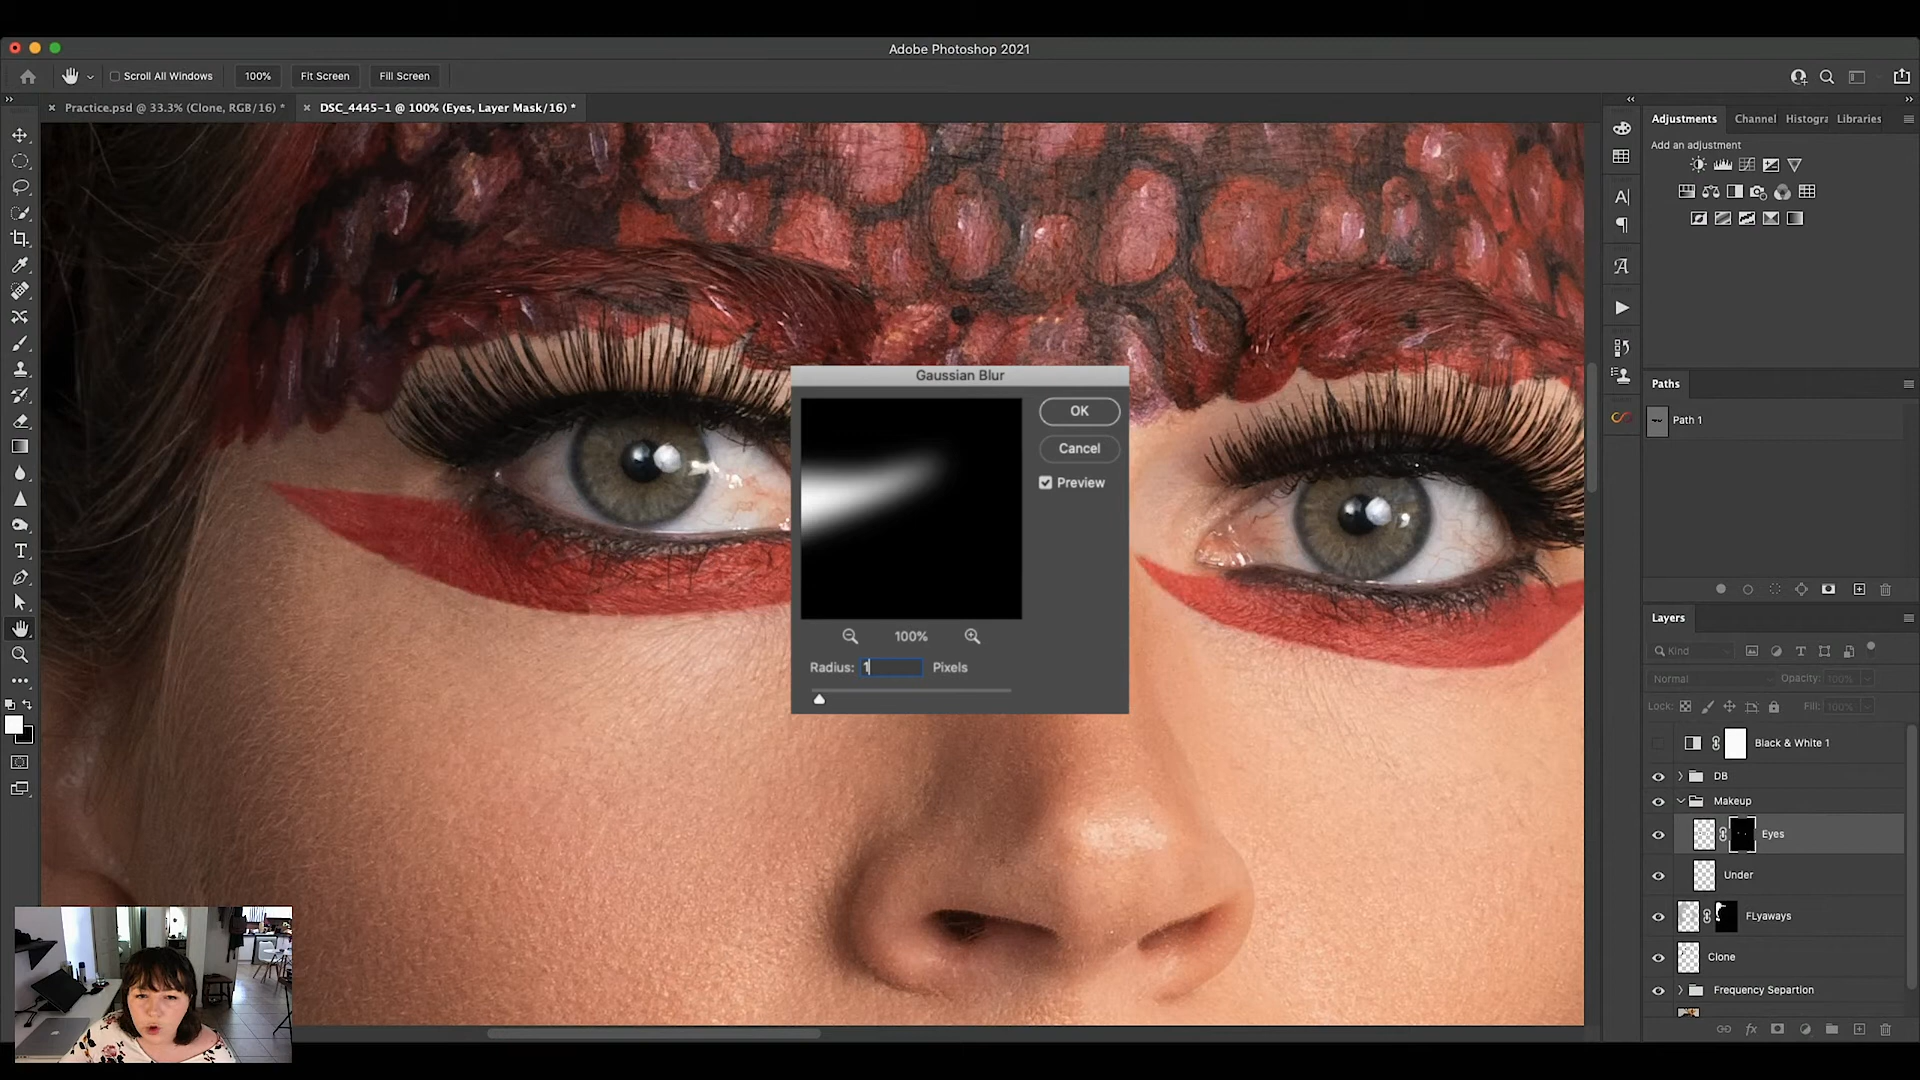 Adobe Photoshop 2021
Scroll All Windows
100%
Fit Screen
Fill Screen
Practice.psd @ 33.3% (Clone, RGB/16) *
DSC_4445-1 @ 100% (Eyes, Layer Mask/16) *
Adjustments
Channel
Histogra
Libraries
Add an adjustment
Paths
Path 1
Gaussian Blur
OK
Cancel
Preview
100%
Radius: 1 Pixels
Layers
Kind
Normal
Opacity: 100%
Lock:
Fill: 100%
Black & White 1
DB
Makeup
Eyes
Under
FLyaways
Clone
Frequency Separtion